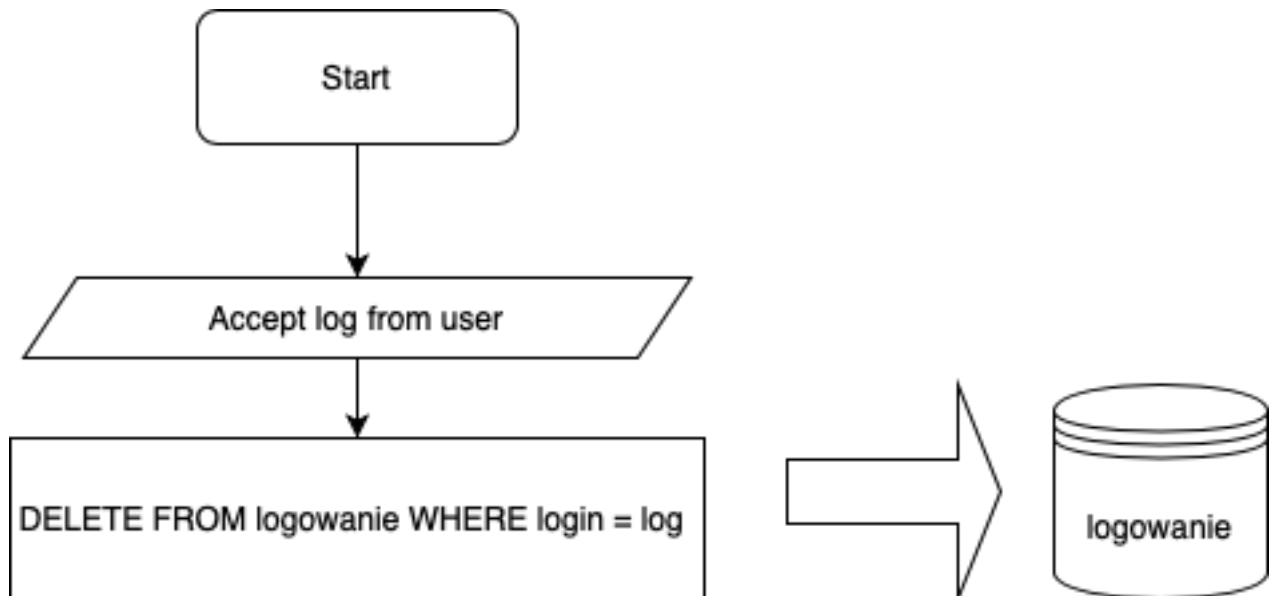 Start
Accept log from user
DELETE FROM logowanie WHERE login = log
logowanie